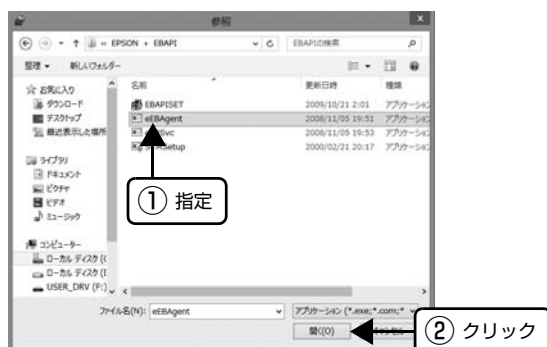 参照
EPSON ▸ EBAPI
EBAPIの検索
整理 ▾ 新しいフォルダー
お気に入り
ダウンロード
デスクトップ
最近表示した場所
ライブラリ
ドキュメント
ピクチャ
ビデオ
ミュージック
コンピューター
ローカル ディスク (C
ローカル ディスク (I
USER_DRV (F:)
名前 更新日時 種類
EBAPISET 2009/10/21 2:01 アプリケーショ
eEBAgent 2008/11/05 19:51 アプリケーショ
2008/11/05 19:53 アプリケーショ
Setup 2000/02/21 20:17 アプリケーショ
① 指定
ファイル名(N): eEBAgent
アプリケーション (*.exe;*.com;*
開く(O)
② クリック